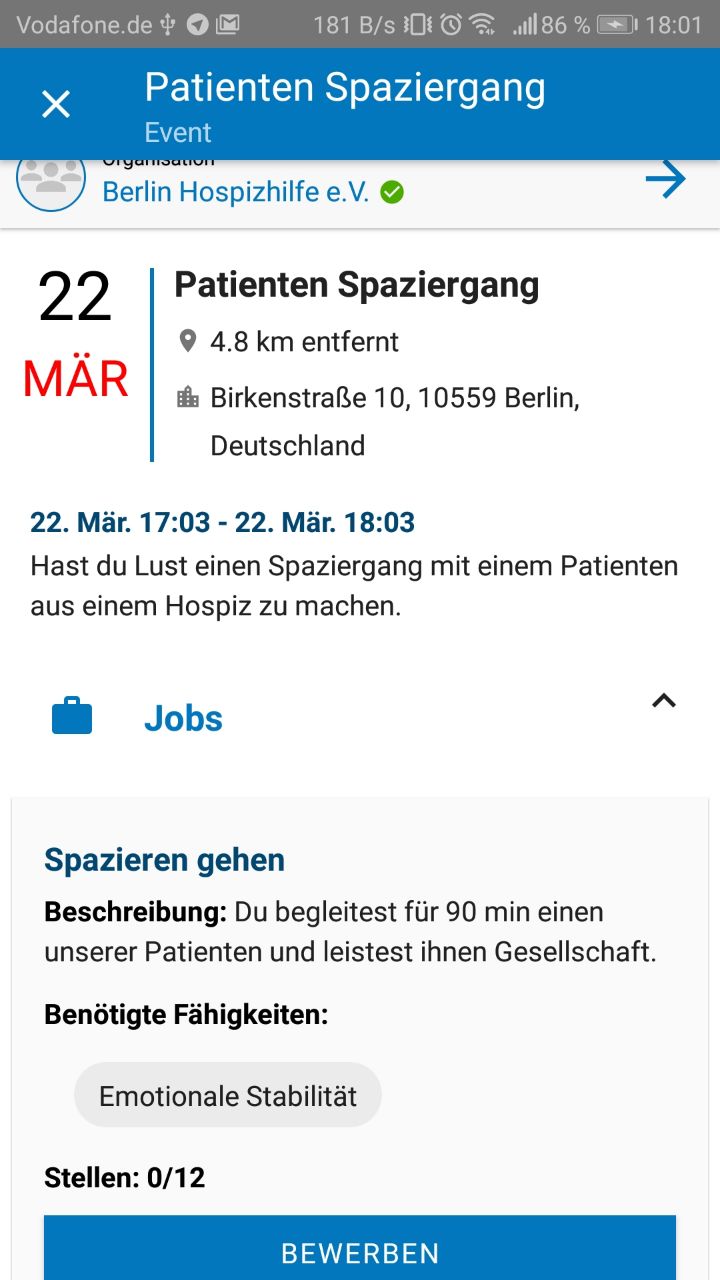 Vodafone.de 181 B/s 86 % 18:01
Patienten Spaziergang
Event
Organisation
Berlin Hospizhilfe e.V.
22
MÄR
Patienten Spaziergang
4.8 km entfernt
Birkenstraße 10, 10559 Berlin,
Deutschland
22. Mär. 17:03 - 22. Mär. 18:03
Hast du Lust einen Spaziergang mit einem Patienten
aus einem Hospiz zu machen.
Jobs
Spazieren gehen
Beschreibung: Du begleitest für 90 min einen
unserer Patienten und leistest ihnen Gesellschaft.
Benötigte Fähigkeiten:
Emotionale Stabilität
Stellen: 0/12
BEWERBEN